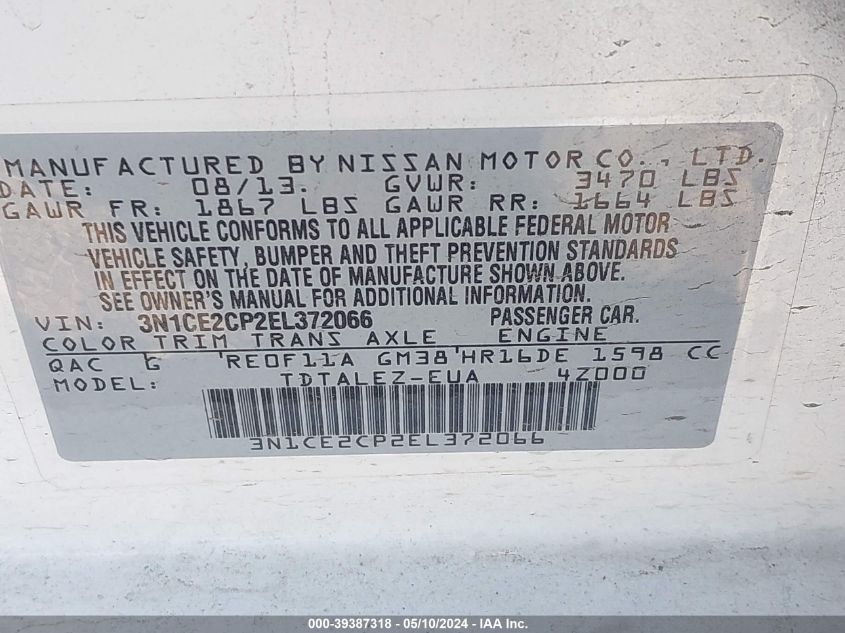 MANUFACTURED BY NISSAN MOTOR CO., LTD.
DATE: 08/13. GVWR: 3470 LBS
GAWR FR: 1867 LBS GAWR RR: 1664 LBS
THIS VEHICLE CONFORMS TO ALL APPLICABLE FEDERAL MOTOR
VEHICLE SAFETY, BUMPER AND THEFT PREVENTION STANDARDS
IN EFFECT ON THE DATE OF MANUFACTURE SHOWN ABOVE.
SEE OWNER'S MANUAL FOR ADDITIONAL INFORMATION.
VIN: 3N1CE2CP2EL372066 PASSENGER CAR.
COLOR TRIM TRANS AXLE ENGINE
QAC G RE0F11A GM38 HR16DE 1598 CC
MODEL: TDTALEZ-EUA 4Z000
3N1CE2CP2EL372066
000-39387318 - 05/10/2024 - IAA Inc.